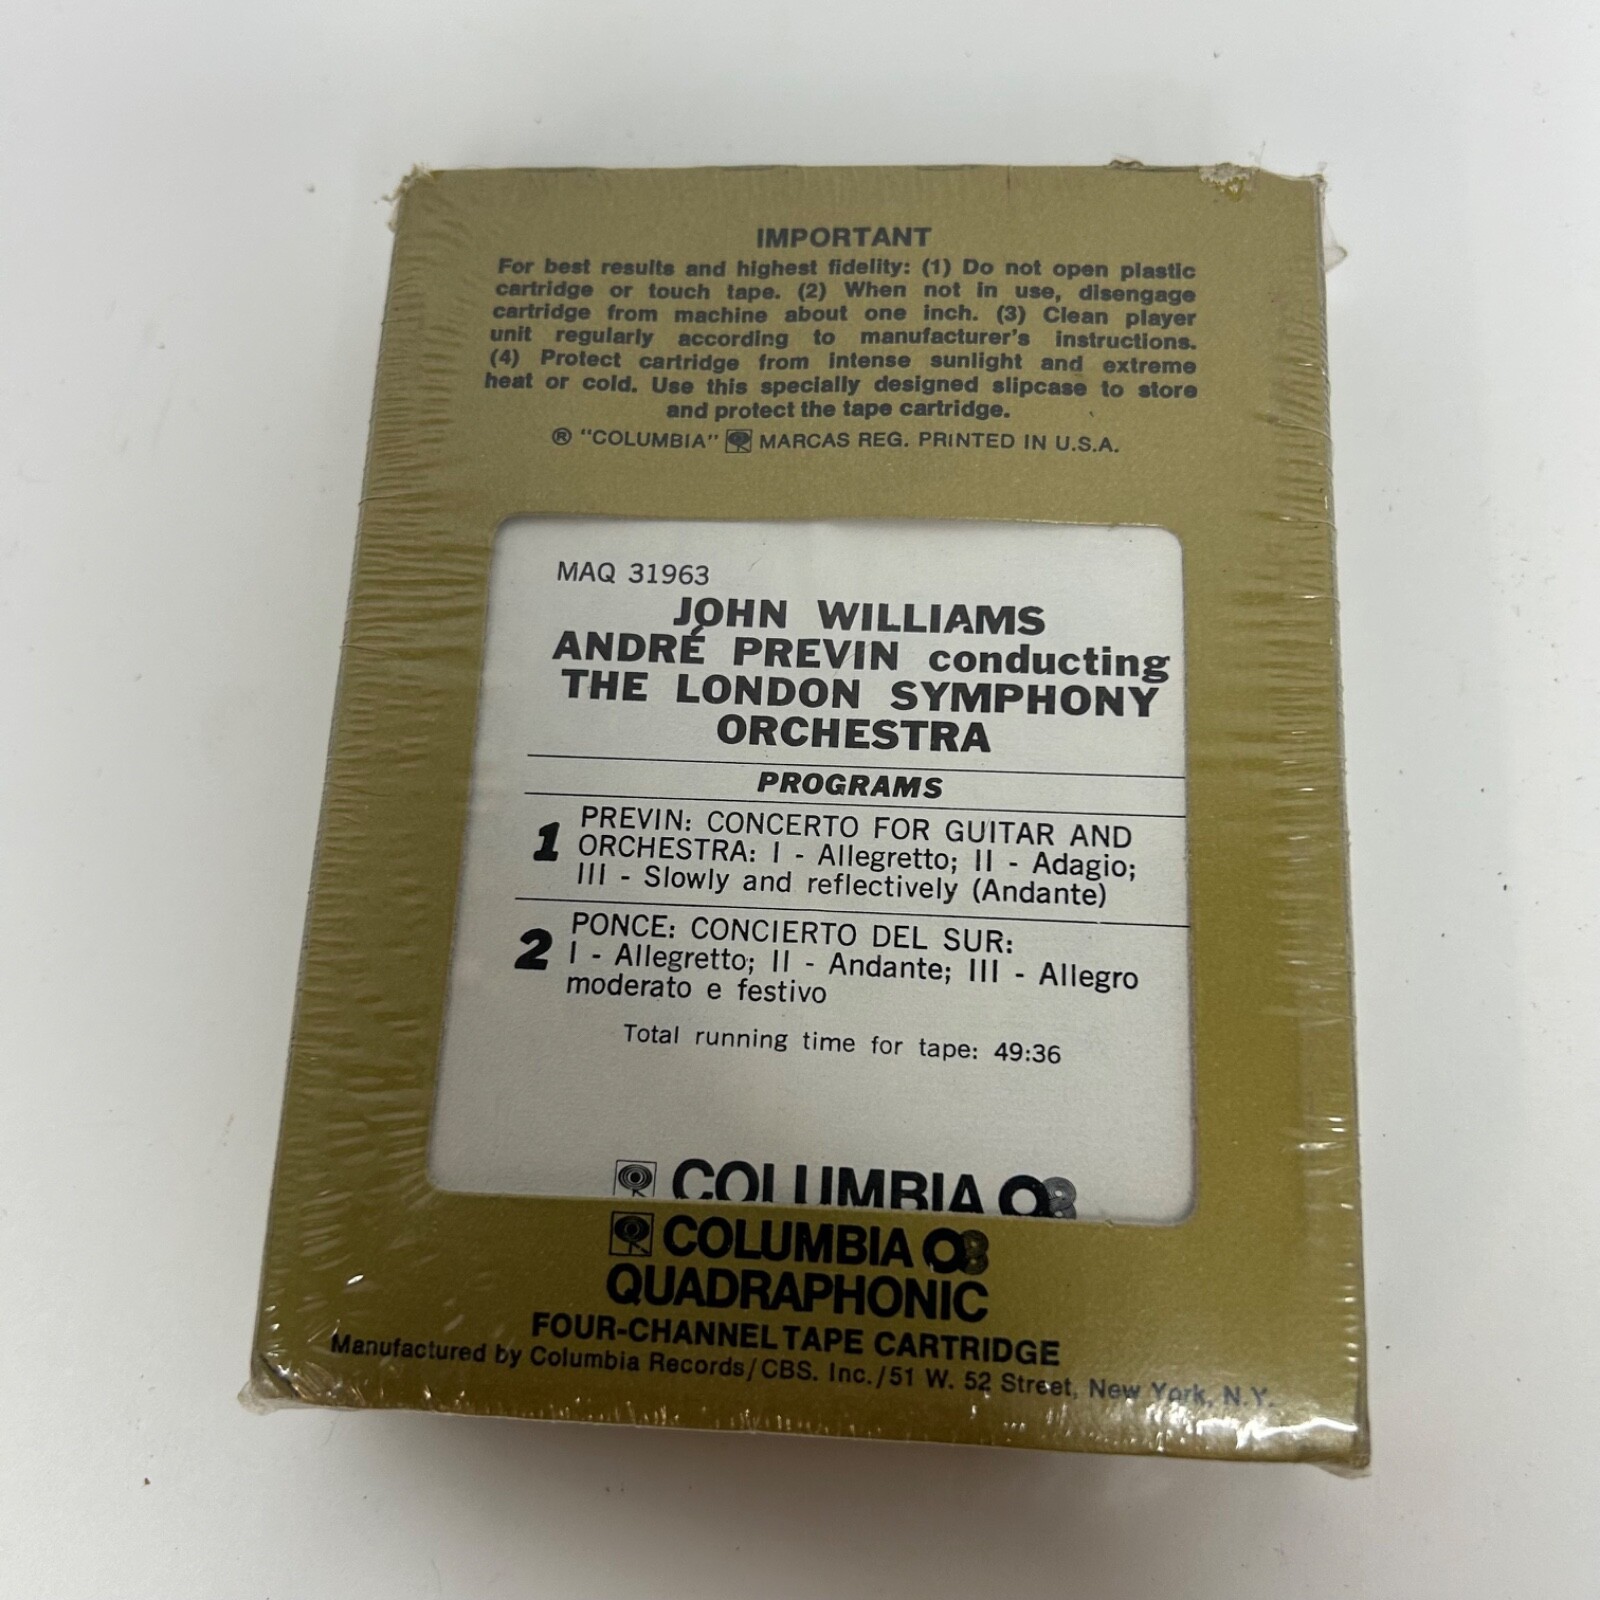 IMPORTANT
For best results and highest fidelity: (1) Do not open plastic
cartridge or touch tape. (2) When not in use, disengage
cartridge from machine about one inch. (3) Clean player
unit regularly according to manufacturer's instructions.
(4) Protect cartridge from intense sunlight and extreme
heat or cold. Use this specially designed slipcase to store
and protect the tape cartridge.
® "COLUMBIA" MARCAS REG. PRINTED IN U.S.A.
MAQ 31963
JOHN WILLIAMS
ANDRÉ PREVIN conducting
THE LONDON SYMPHONY
ORCHESTRA
PROGRAMS
1 PREVIN: CONCERTO FOR GUITAR AND
ORCHESTRA: I - Allegretto; II - Adagio;
III - Slowly and reflectively (Andante)
2 PONCE: CONCIERTO DEL SUR:
I - Allegretto; II - Andante; III - Allegro
moderato e festivo
Total running time for tape: 49:36
COLUMBIA Q8
COLUMBIA Q8
QUADRAPHONIC
FOUR-CHANNEL TAPE CARTRIDGE
Manufactured by Columbia Records/CBS. Inc./51 W. 52 Street, New York, N.Y.